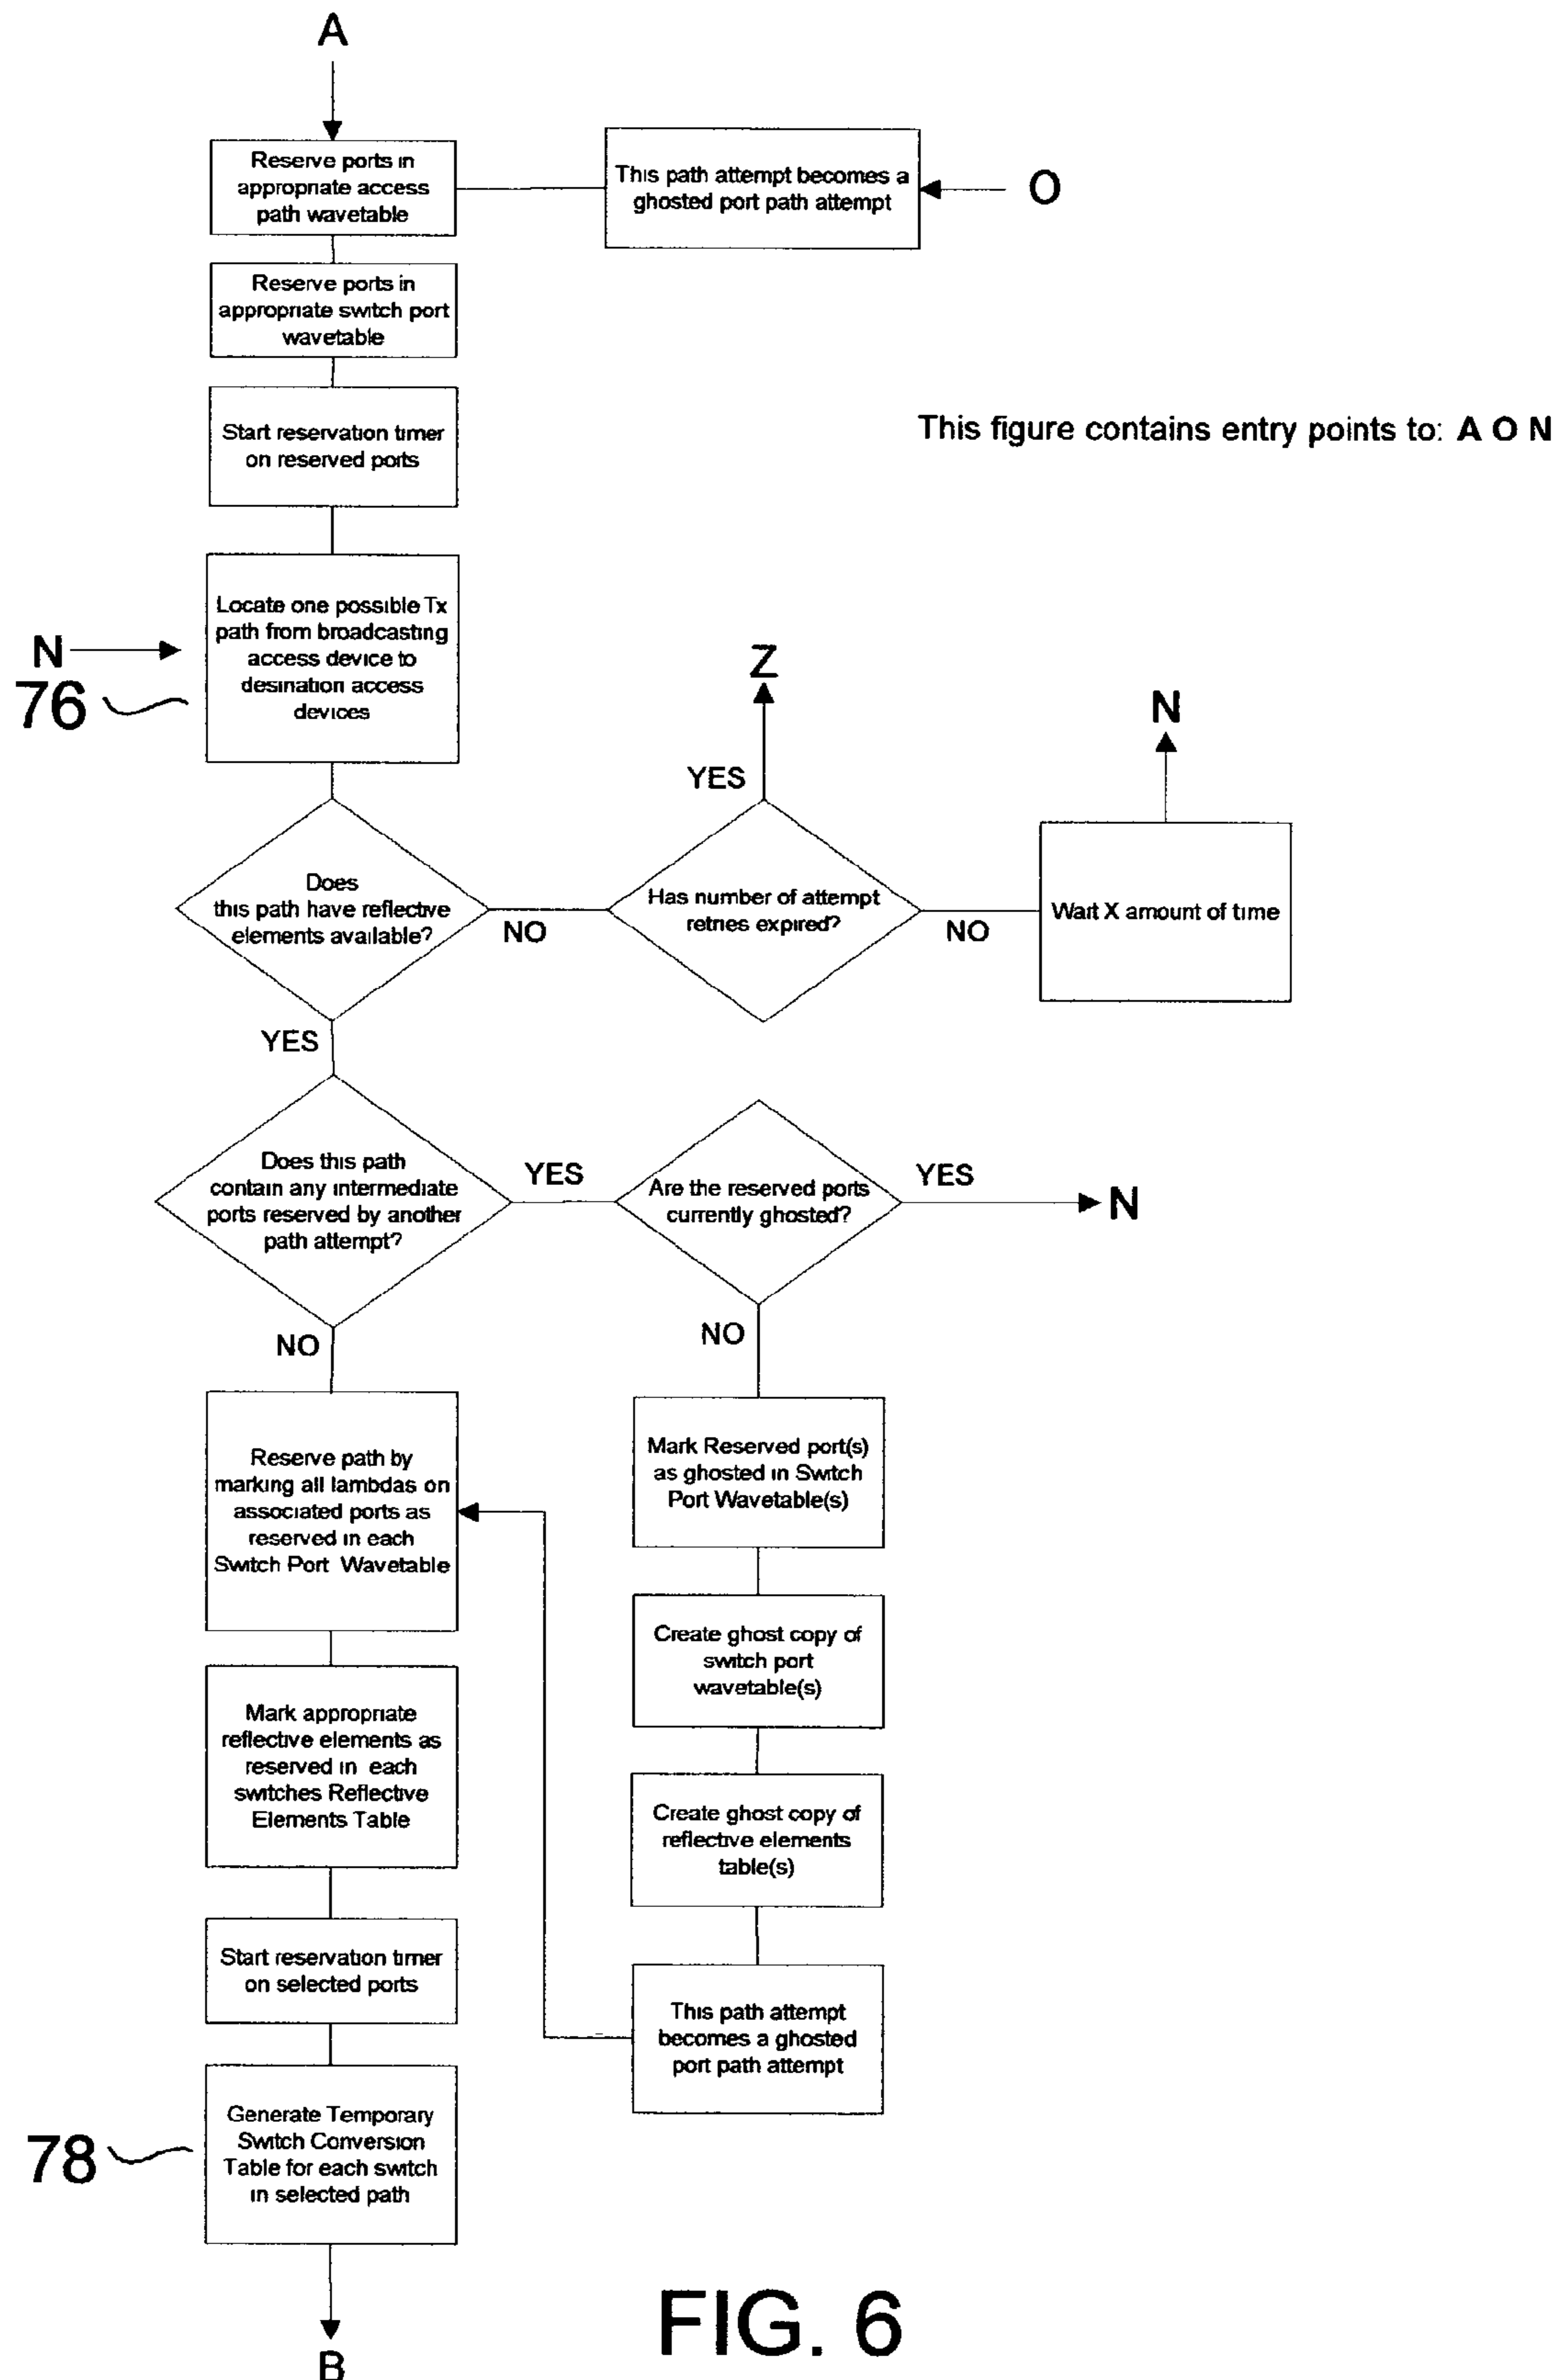 A
Reserve ports in
appropriate access
path wavetable
This path attempt becomes a
ghosted port path attempt
O
Reserve ports in
appropriate switch port
wavetable
Start reservation timer
on reserved ports
This figure contains entry points to: A O N
Locate one possible Tx
path from broadcasting
access device to
desination access
devices
N
76
Z
YES
N
Does
this path have reflective
elements available?
NO
Has number of attempt
retries expired?
NO
Wait X amount of time
YES
Does this path
contain any intermediate
ports reserved by another
path attempt?
YES
Are the reserved ports
currently ghosted?
YES
N
NO
NO
Reserve path by
marking all lambdas on
associated ports as
reserved in each
Switch Port Wavetable
Mark Reserved port(s)
as ghosted in Switch
Port Wavetable(s)
Create ghost copy of
switch port
wavetable(s)
Mark appropriate
reflective elements as
reserved in each
switches Reflective
Elements Table
Create ghost copy of
reflective elements
table(s)
Start reservation timer
on selected ports
This path attempt
becomes a ghosted
port path attempt
Generate Temporary
Switch Conversion
Table for each switch
in selected path
78
B
FIG. 6